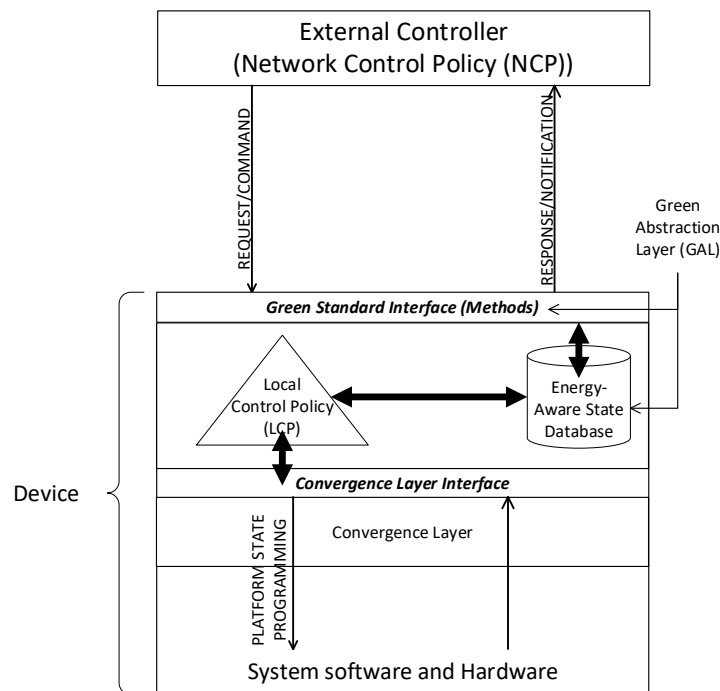 External Controller
(Network Control Policy (NCP))
REQUEST/COMMAND
RESPONSE/NOTIFICATION
Green
Abstraction
Layer (GAL)
Green Standard Interface (Methods)
Local
Control Policy
(LCP)
Energy-
Aware State
Database
Device
Convergence Layer Interface
Convergence Layer
PLATFORM STATE
PROGRAMMING
System software and Hardware